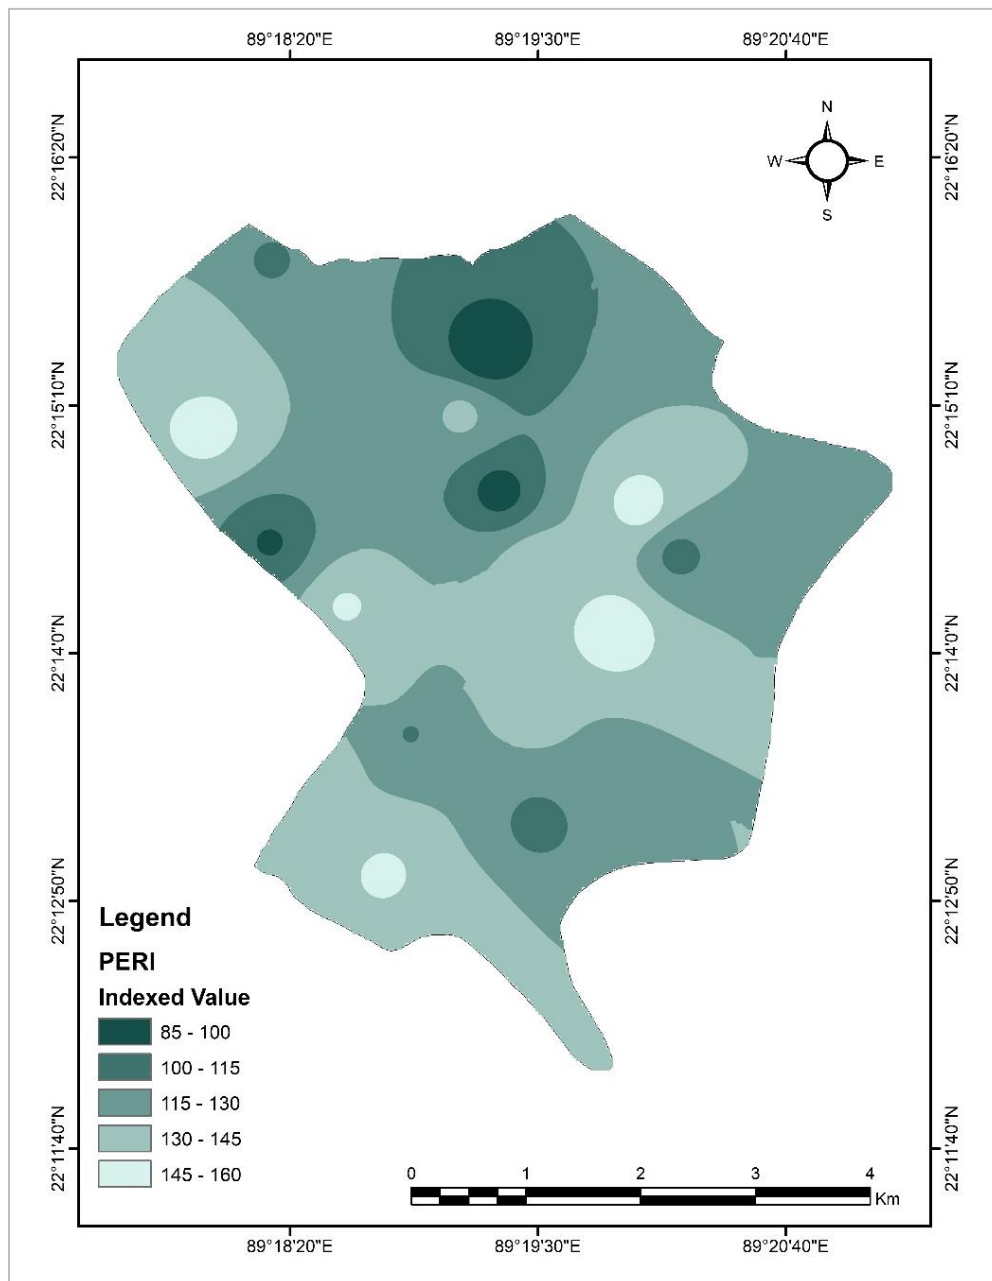 89°18'20"E 89°19'30"E 89°20'40"E
N
W E
S
22°16'20"N 22°16'20"N
22°15'10"N 22°15'10"N
22°14'0"N 22°14'0"N
22°12'50"N 22°12'50"N
22°11'40"N 22°11'40"N
Legend
PERI
Indexed Value
85 - 100
100 - 115
115 - 130
130 - 145
145 - 160
0 1 2 3 4
Km
89°18'20"E 89°19'30"E 89°20'40"E